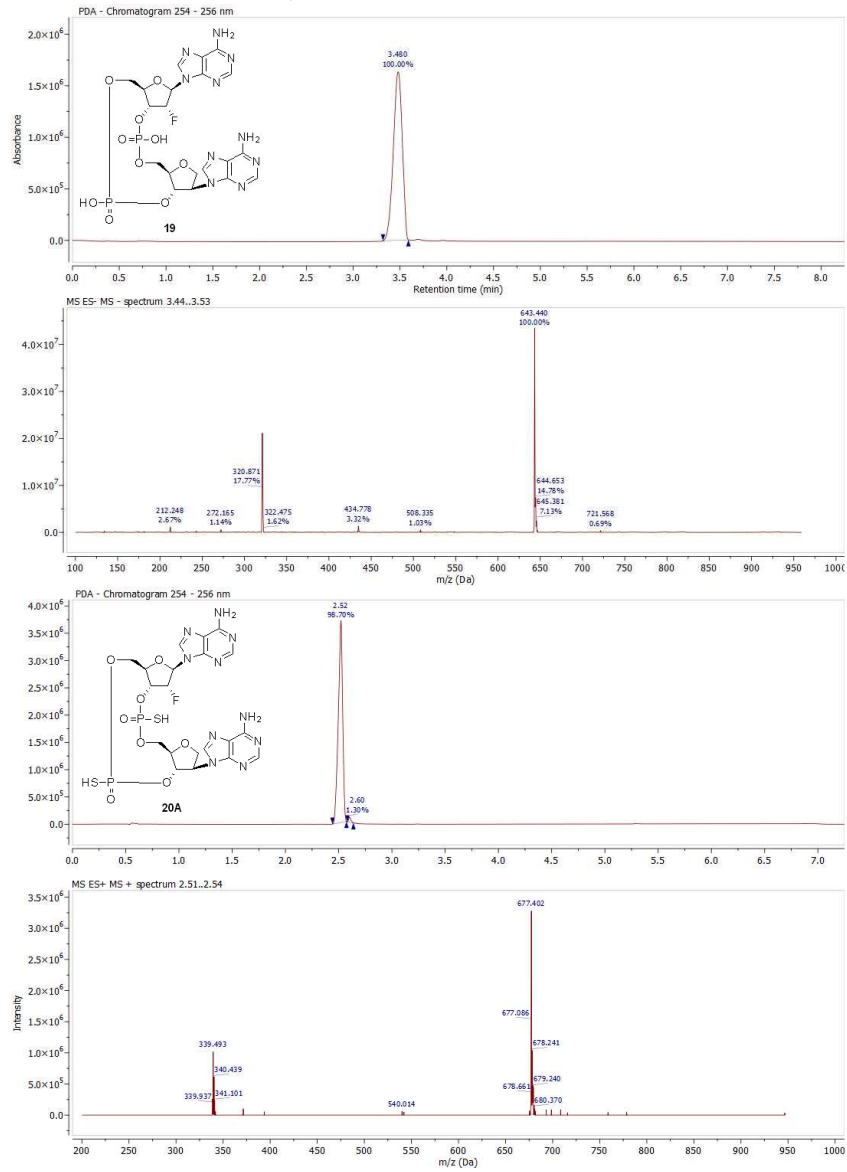 PDA - Chromatogram 254 - 256 nm
Absorbance
2.0×10⁶
1.5×10⁶
1.0×10⁶
5.0×10⁵
0.0
3.480
100.00%
NH₂
N
N
N
N
O
O
O
F
O=P-OH
O
NH₂
N
N
N
N
O
HO-P
O
O
19
0.0 0.5 1.0 1.5 2.0 2.5 3.0 3.5 4.0 4.5 5.0 5.5 6.0 6.5 7.0 7.5 8.0
Retention time (min)
MS ES- MS - spectrum 3.44..3.53
4.0×10⁷
3.0×10⁷
2.0×10⁷
1.0×10⁷
0.0
643.440
100.00%
320.871
17.77%
644.653
14.78%
645.381
7.13%
212.248
2.67%
272.165
1.14%
322.475
1.62%
434.778
3.32%
508.335
1.03%
721.568
0.69%
100 150 200 250 300 350 400 450 500 550 600 650 700 750 800 850 900 950 1000
m/z (Da)
PDA - Chromatogram 254 - 256 nm
4.0×10⁶
3.5×10⁶
3.0×10⁶
2.5×10⁶
2.0×10⁶
1.5×10⁶
1.0×10⁶
5.0×10⁵
0.0
2.52
98.70%
2.60
1.30%
NH₂
N
N
N
N
O
O
O
F
O=P-SH
O
NH₂
N
N
N
N
O
HS-P
O
O
20A
0.0 0.5 1.0 1.5 2.0 2.5 3.0 3.5 4.0 4.5 5.0 5.5 6.0 6.5 7.0
MS ES+ MS + spectrum 2.51..2.54
Intensity
3.5×10⁶
3.0×10⁶
2.5×10⁶
2.0×10⁶
1.5×10⁶
1.0×10⁶
5.0×10⁵
0.0
677.402
677.086
339.493
678.241
340.439
679.240
678.661
339.937
341.101
680.370
540.014
200 250 300 350 400 450 500 550 600 650 700 750 800 850 900 950 1000
m/z (Da)